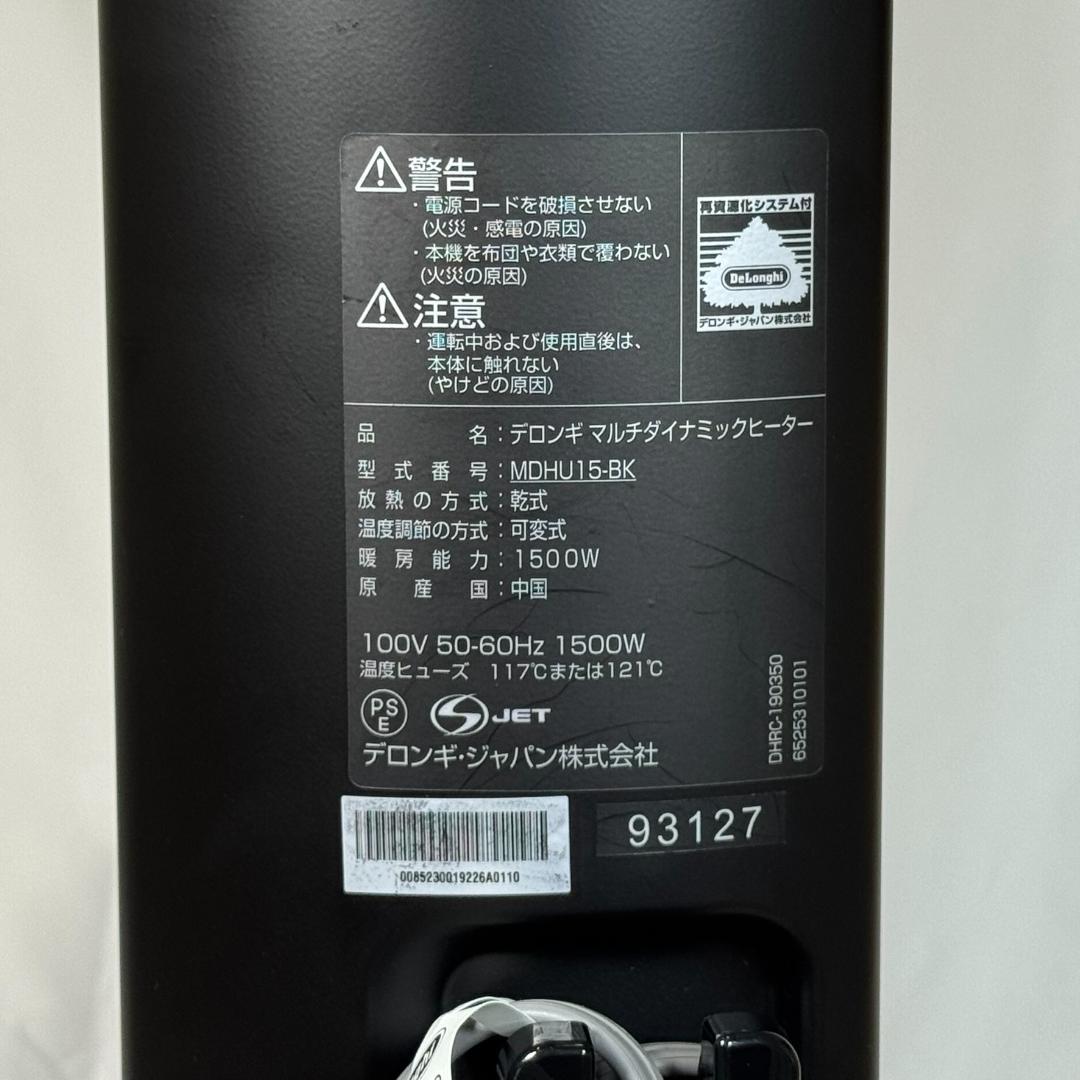 警告
・電源コードを破損させない
(火災・感電の原因)
・本機を布団や衣類で覆わない
(火災の原因)
注意
・運転中および使用直後は、
本体に触れない
(やけどの原因)
再資源化システム付
DeLonghi
デロンギ・ジャパン株式会社
品名:デロンギ マルチダイナミックヒーター
型式番号:MDHU15-BK
放熱の方式:乾式
温度調節の方式:可変式
暖房能力:1500W
原産国:中国
100V 50-60Hz 1500W
温度ヒューズ 117℃または121℃
PS
E
S JET
デロンギ・ジャパン株式会社
DHRC-190350
6525310101
0085230019226A0110
93127